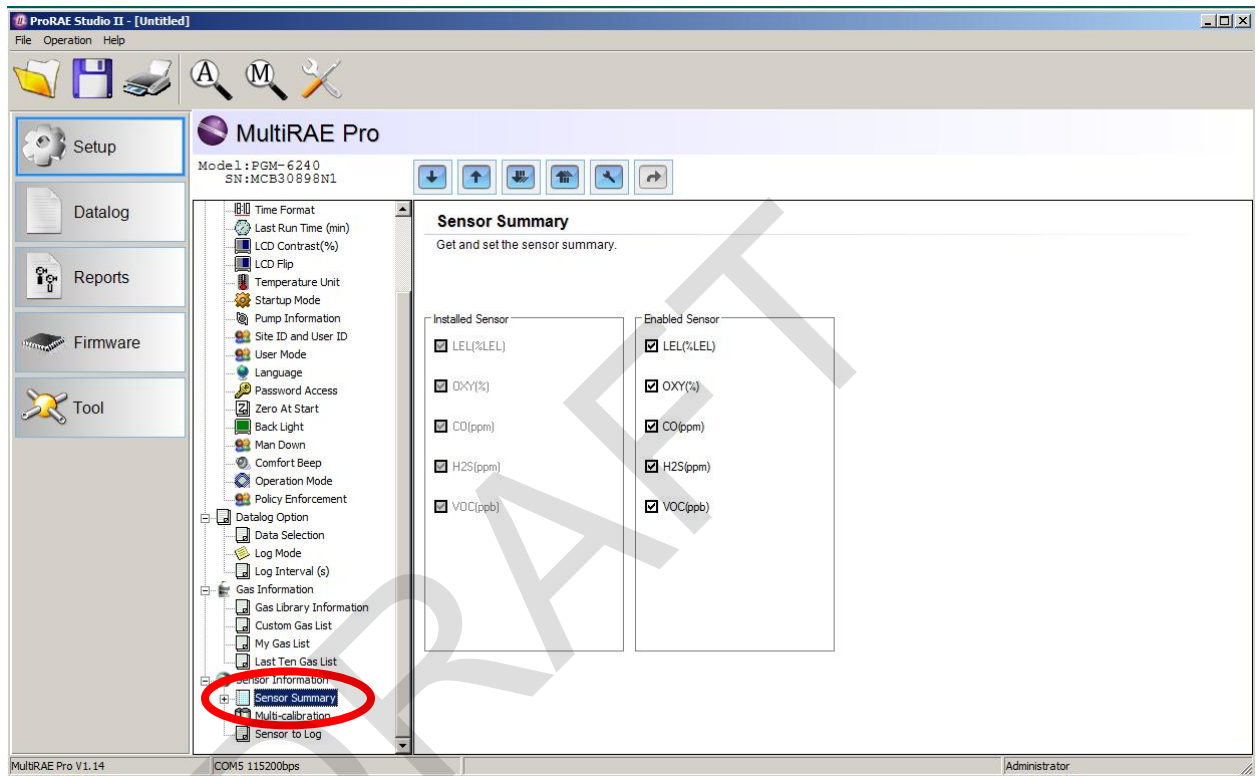 ProRAE Studio II - [Untitled]
File Operation Help
A M
Setup
Datalog
Reports
Firmware
Tool
MultiRAE Pro
Model:PGM-6240
SN:MCB30898N1
Time Format
Last Run Time (min)
LCD Contrast(%)
LCD Flip
Temperature Unit
Startup Mode
Pump Information
Site ID and User ID
User Mode
Language
Password Access
Zero At Start
Back Light
Man Down
Comfort Beep
Operation Mode
Policy Enforcement
Datalog Option
Data Selection
Log Mode
Log Interval (s)
Gas Information
Gas Library Information
Custom Gas List
My Gas List
Last Ten Gas List
Sensor Information
Sensor Summary
Multi-calibration
Sensor to Log
Sensor Summary
Get and set the sensor summary.
Installed Sensor
LEL(%LEL)
OXY(%)
CO(ppm)
H2S(ppm)
VOC(ppb)
Enabled Sensor
LEL(%LEL)
OXY(%)
CO(ppm)
H2S(ppm)
VOC(ppb)
DRAFT
MultiRAE Pro V1.14
COM5 115200bps
Administrator